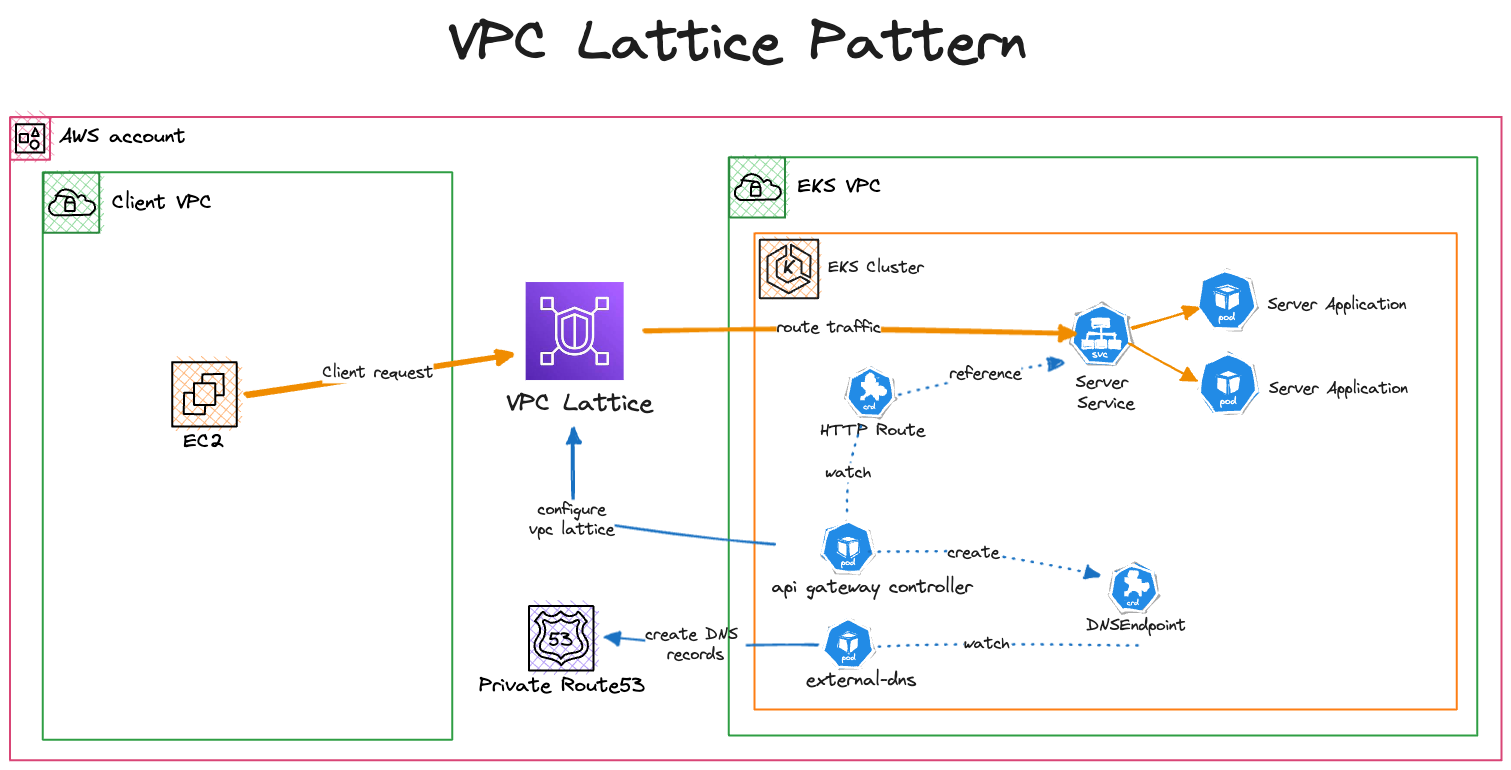 VPC Lattice Pattern
AWS account
Client VPC
EKS VPC
K
EKS Cluster
pod
Server Application
route traffic
svc
Client request
reference
Server
Service
pod
Server Application
VPC Lattice
crd
HTTP Route
EC2
watch
configure
vpc lattice
pod
create
api gateway controller
crd
DNSEndpoint
53
create DNS
records
pod
watch
Private Route53
external-dns